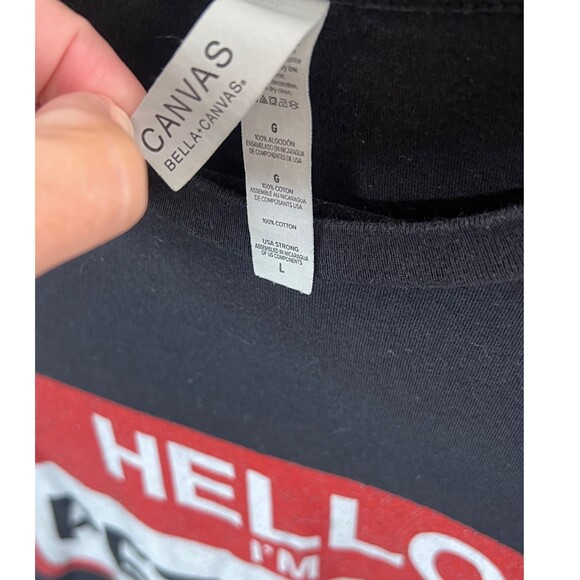 CANVAS
BELLA+CANVAS®
G
100% ALGODÓN
ENSAMBLADO EN NICARAGUA
DE COMPONENTES DE USA
G
100% COTON
ASSEMBLÉ AU NICARAGUA
DE COMPOSANTS USA
100% COTTON
USA STRONG
ASSEMBLED IN NICARAGUA
OF US COMPONENTS
L
HELLO
I'M